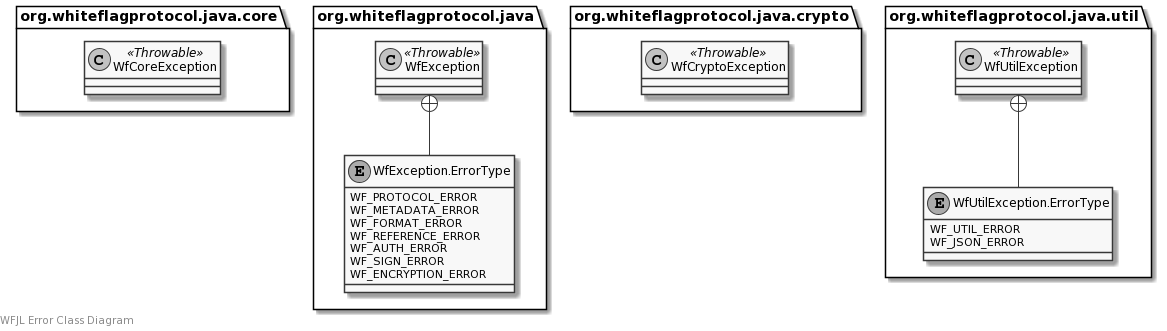 org.whiteflagprotocol.java.core
C
«Throwable»
WfCoreException
org.whiteflagprotocol.java
C
«Throwable»
WfException
E
WfException.ErrorType
WF_PROTOCOL_ERROR
WF_METADATA_ERROR
WF_FORMAT_ERROR
WF_REFERENCE_ERROR
WF_AUTH_ERROR
WF_SIGN_ERROR
WF_ENCRYPTION_ERROR
org.whiteflagprotocol.java.crypto
C
«Throwable»
WfCryptoException
org.whiteflagprotocol.java.util
C
«Throwable»
WfUtilException
E
WfUtilException.ErrorType
WF_UTIL_ERROR
WF_JSON_ERROR
WFJL Error Class Diagram